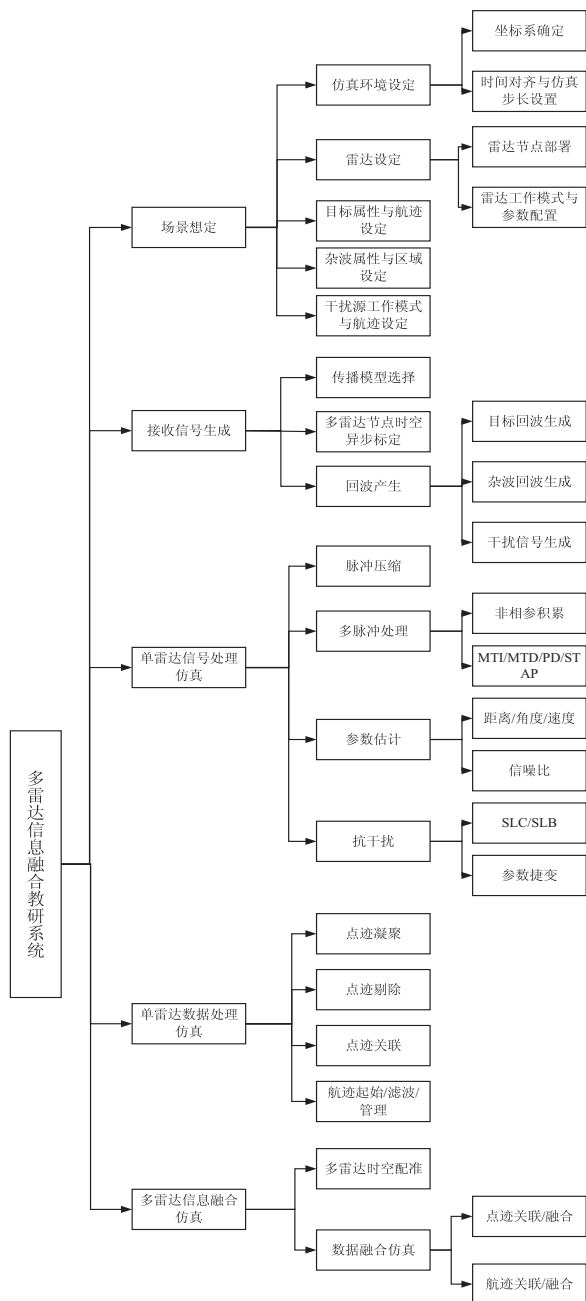 多雷达信息融合教研系统
场景想定
仿真环境设定
坐标系确定
时间对齐与仿真
步长设置
雷达设定
雷达节点部署
雷达工作模式与
参数配置
目标属性与航迹
设定
杂波属性与区域
设定
干扰源工作模式
与航迹设定
接收信号生成
传播模型选择
多雷达节点时空
异步标定
回波产生
目标回波生成
杂波回波生成
干扰信号生成
单雷达信号处理
仿真
脉冲压缩
多脉冲处理
非相参积累
MTI/MTD/PD/ST
AP
参数估计
距离/角度/速度
信噪比
抗干扰
SLC/SLB
参数捷变
单雷达数据处理
仿真
点迹凝聚
点迹剔除
点迹关联
航迹起始/滤波/
管理
多雷达信息融合
仿真
多雷达时空配准
数据融合仿真
点迹关联/融合
航迹关联/融合